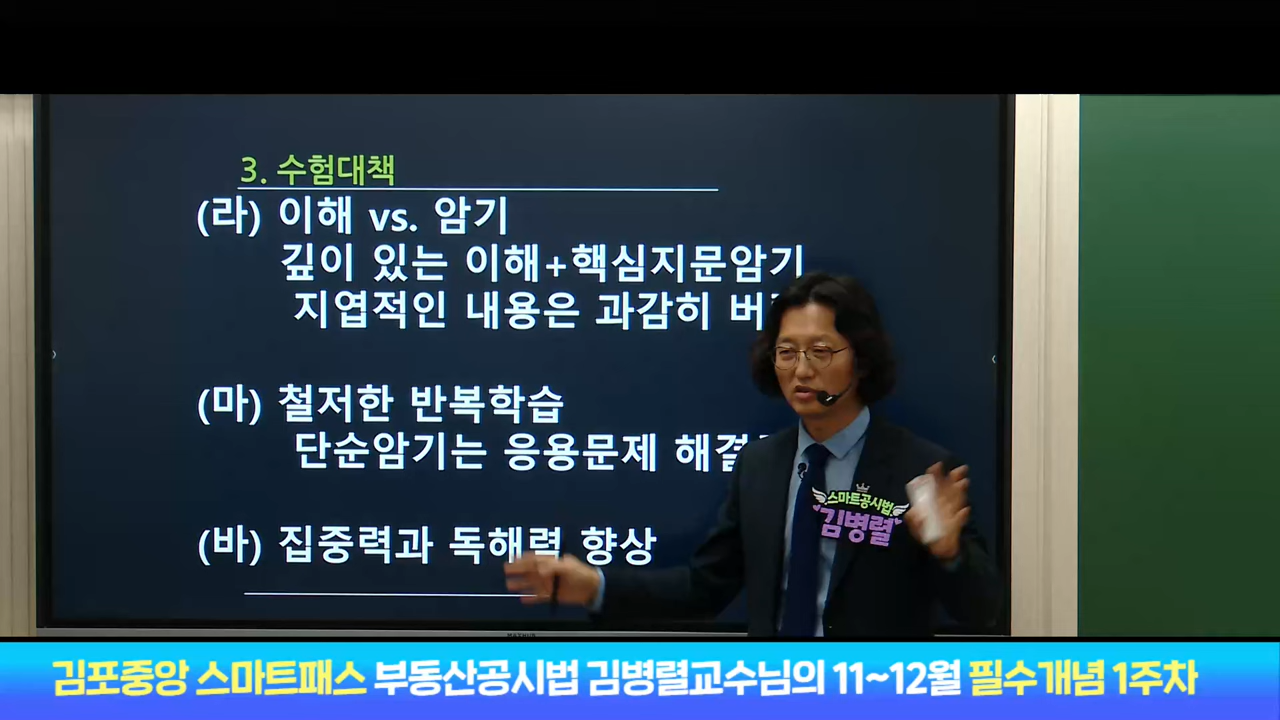 3. 수험대책
(라) 이해 vs. 암기
깊이 있는 이해+핵심지문암기
지엽적인 내용은 과감히
(마) 철저한 반복학습
단순암기는 응용문제
(바) 집중력과 독해력 향상
스마트공시법
김병렬
김포중앙 스마트패스 부동산공시법 김병렬교수님의 11~12월 필수개념 1주차